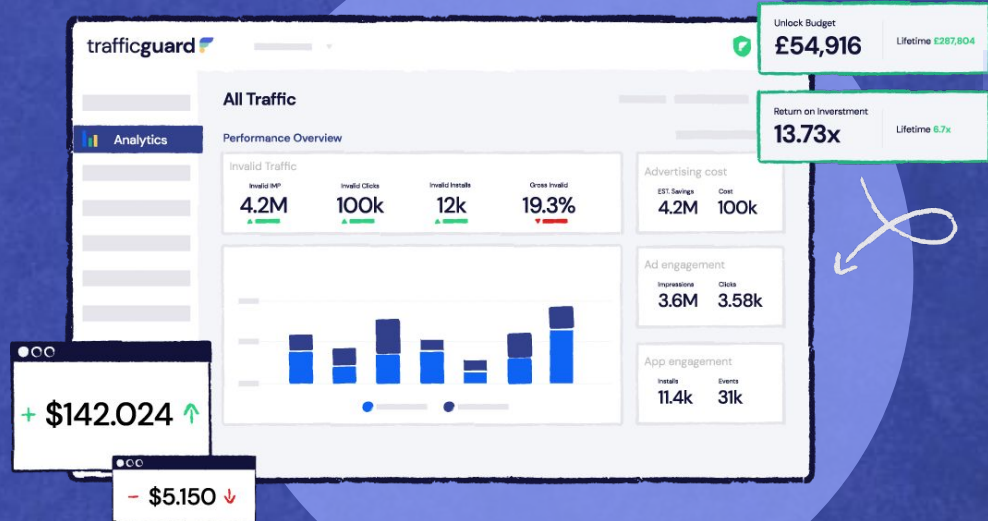 trafficguard
Unlock Budget
£54,916
Lifetime £287,804
Return on Inverstment
13.73x
Lifetime 6.7x
Analytics
All Traffic
Performance Overview
Invalid Traffic
Invalid IMP
Invalid Clicks
Invalid Installs
Gross Invalid
4.2M
100k
12k
19.3%
Advertising cost
EST. Savings
Cost
4.2M
100k
Ad engagement
Impressions
Clicks
3.6M
3.58k
App engagement
Installs
Events
11.4k
31k
+ $142.024
- $5.150